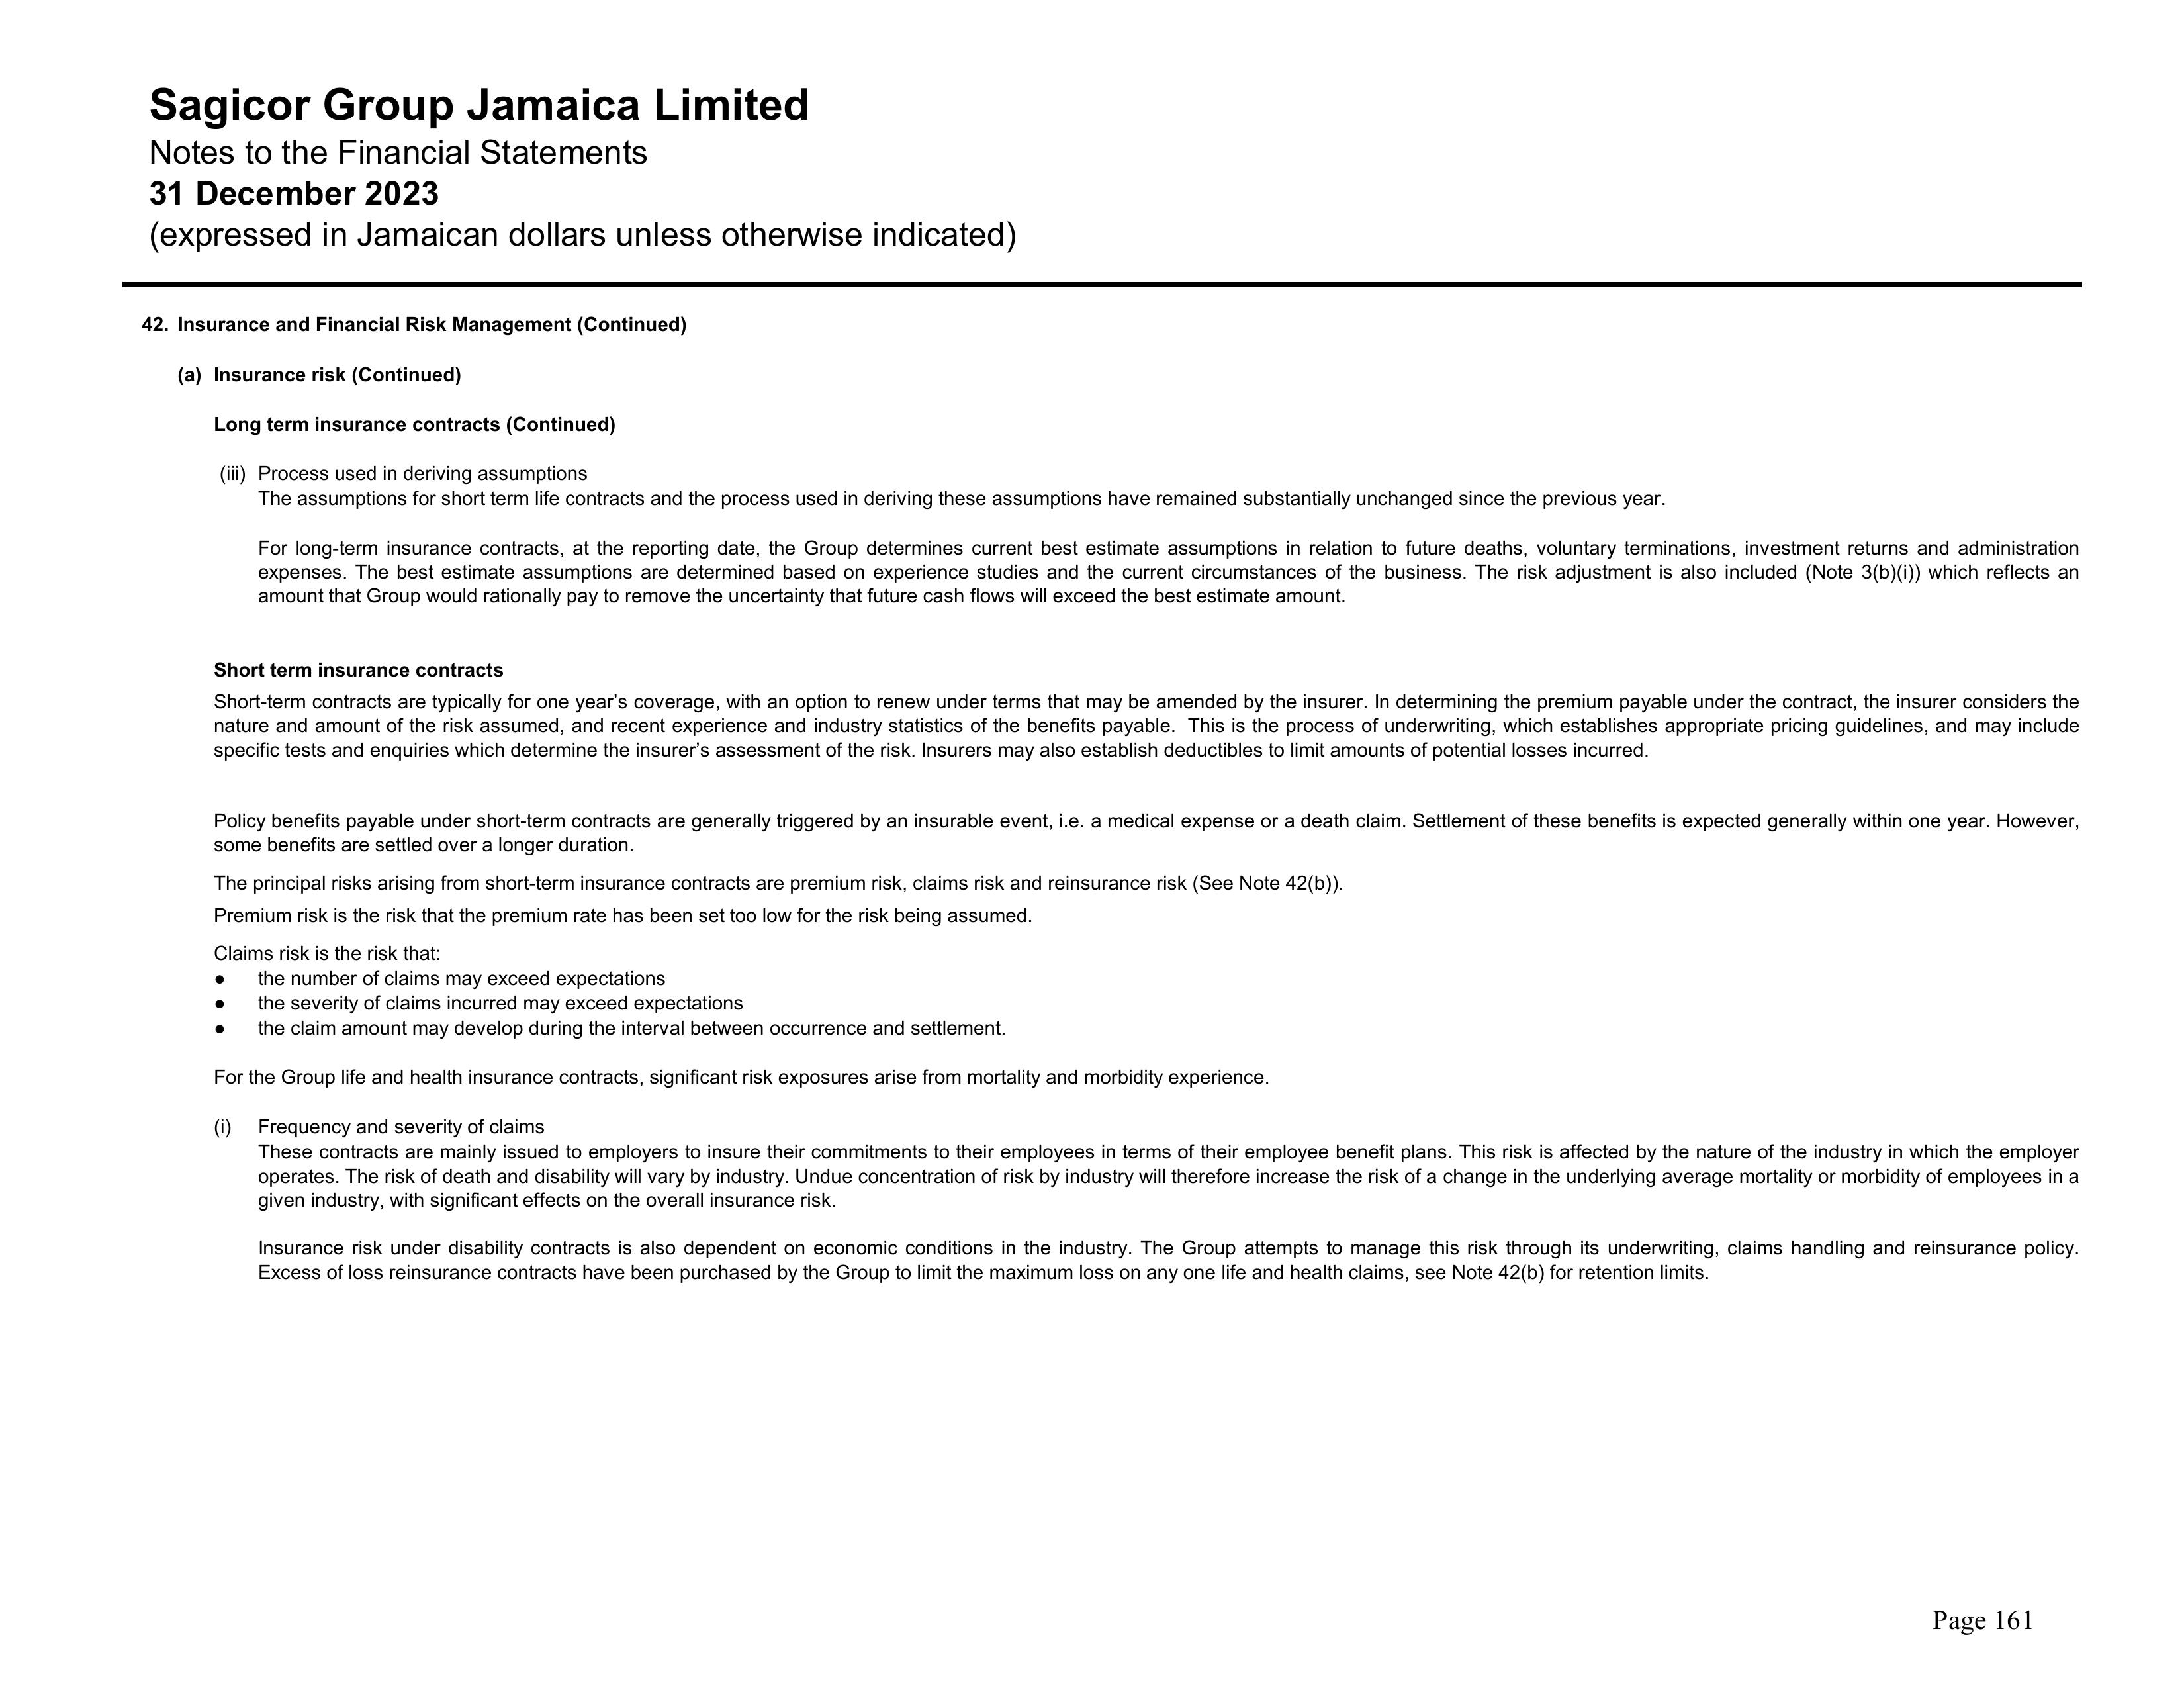 Sagicor Group Jamaica Limited
Notes to the Financial Statements
31 December 2023
(expressed in Jamaican dollars unless otherwise indicated)
42. Insurance and Financial Risk Management (Continued)
(a) Insurance risk (Continued)
Long term insurance contracts (Continued)
(iii) Process used in deriving assumptions
The assumptions for short term life contracts and the process used in deriving these assumptions have remained substantially unchanged since the previous year.
For long-term insurance contracts, at the reporting date, the Group determines current best estimate assumptions in relation to future deaths, voluntary terminations, investment returns and administration
expenses. The best estimate assumptions are determined based on experience studies and the current circumstances of the business. The risk adjustment is also included (Note 3(b)(i)) which reflects an
amount that Group would rationally pay to remove the uncertainty that future cash flows will exceed the best estimate amount.
Short term insurance contracts
Short-term contracts are typically for one year’s coverage, with an option to renew under terms that may be amended by the insurer. In determining the premium payable under the contract, the insurer considers the
nature and amount of the risk assumed, and recent experience and industry statistics of the benefits payable. This is the process of underwriting, which establishes appropriate pricing guidelines, and may include
specific tests and enquiries which determine the insurer’s assessment of the risk. Insurers may also establish deductibles to limit amounts of potential losses incurred.
Policy benefits payable under short-term contracts are generally triggered by an insurable event, i.e. a medical expense or a death claim. Settlement of these benefits is expected generally within one year. However,
some benefits are settled over a longer duration.
The principal risks arising from short-term insurance contracts are premium risk, claims risk and reinsurance risk (See Note 42(b)).
Premium risk is the risk that the premium rate has been set too low for the risk being assumed.
Claims risk is the risk that:
● the number of claims may exceed expectations
● the severity of claims incurred may exceed expectations
● the claim amount may develop during the interval between occurrence and settlement.
For the Group life and health insurance contracts, significant risk exposures arise from mortality and morbidity experience.
(i) Frequency and severity of claims
These contracts are mainly issued to employers to insure their commitments to their employees in terms of their employee benefit plans. This risk is affected by the nature of the industry in which the employer
operates. The risk of death and disability will vary by industry. Undue concentration of risk by industry will therefore increase the risk of a change in the underlying average mortality or morbidity of employees in a
given industry, with significant effects on the overall insurance risk.
Insurance risk under disability contracts is also dependent on economic conditions in the industry. The Group attempts to manage this risk through its underwriting, claims handling and reinsurance policy.
Excess of loss reinsurance contracts have been purchased by the Group to limit the maximum loss on any one life and health claims, see Note 42(b) for retention limits.
Page 161